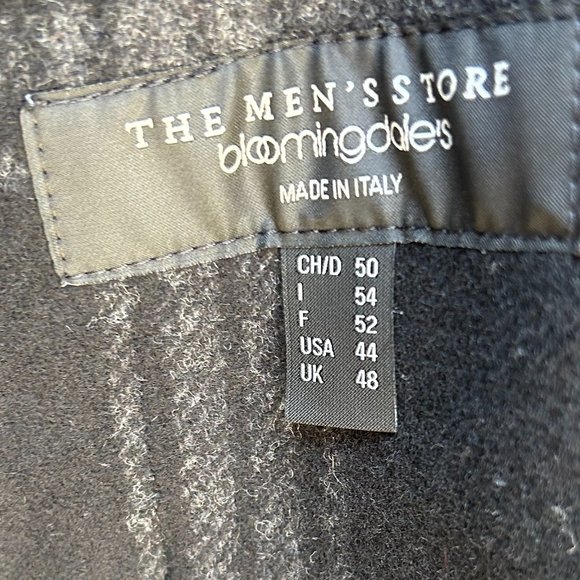 THE MEN'S STORE
bloomingdale's
MADE IN ITALY
CH/D 50
I 54
F 52
USA 44
UK 48